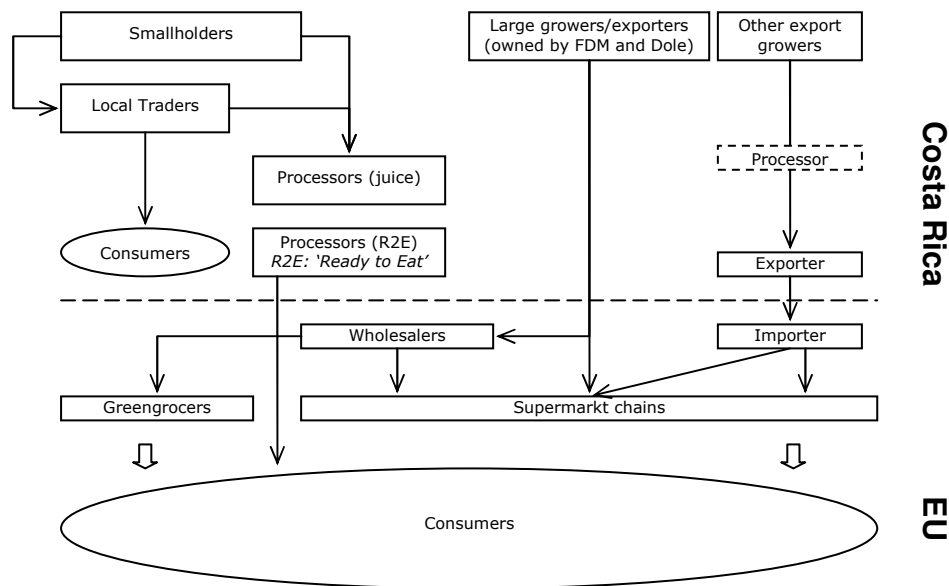 Smallholders
Large growers/exporters
(owned by FDM and Dole)
Other export
growers
Local Traders
Processor
Processors (juice)
Consumers
Processors (R2E)
R2E: ‘Ready to Eat’
Exporter
Costa Rica
Wholesalers
Importer
Greengrocers
Supermarkt chains
Consumers
EU